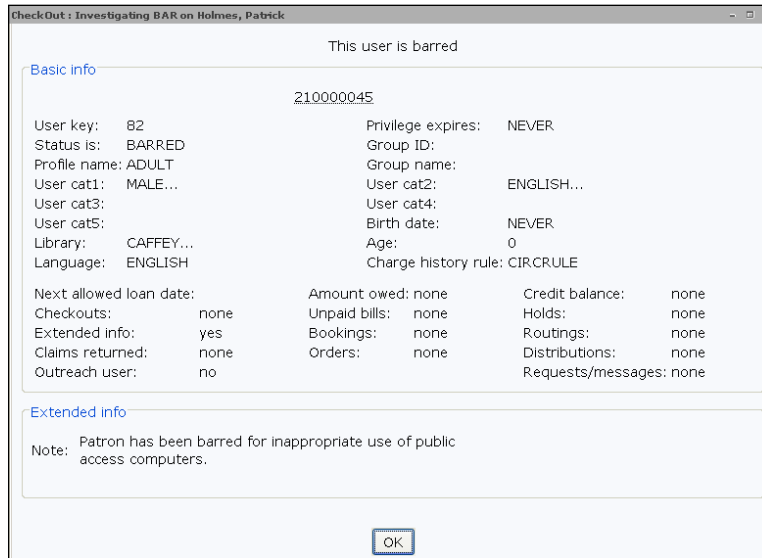 CheckOut : Investigating BAR on Holmes, Patrick
This user is barred
Basic info
210000045
User key: 82 Privilege expires: NEVER
Status is: BARRED Group ID:
Profile name: ADULT Group name:
User cat1: MALE... User cat2: ENGLISH...
User cat3: User cat4:
User cat5: Birth date: NEVER
Library: CAFFEY... Age: 0
Language: ENGLISH Charge history rule: CIRCRULE
Next allowed loan date: Amount owed: none Credit balance: none
Checkouts: none Unpaid bills: none Holds: none
Extended info: yes Bookings: none Routings: none
Claims returned: none Orders: none Distributions: none
Outreach user: no Requests/messages: none
Extended info
Note: Patron has been barred for inappropriate use of public
access computers.
OK